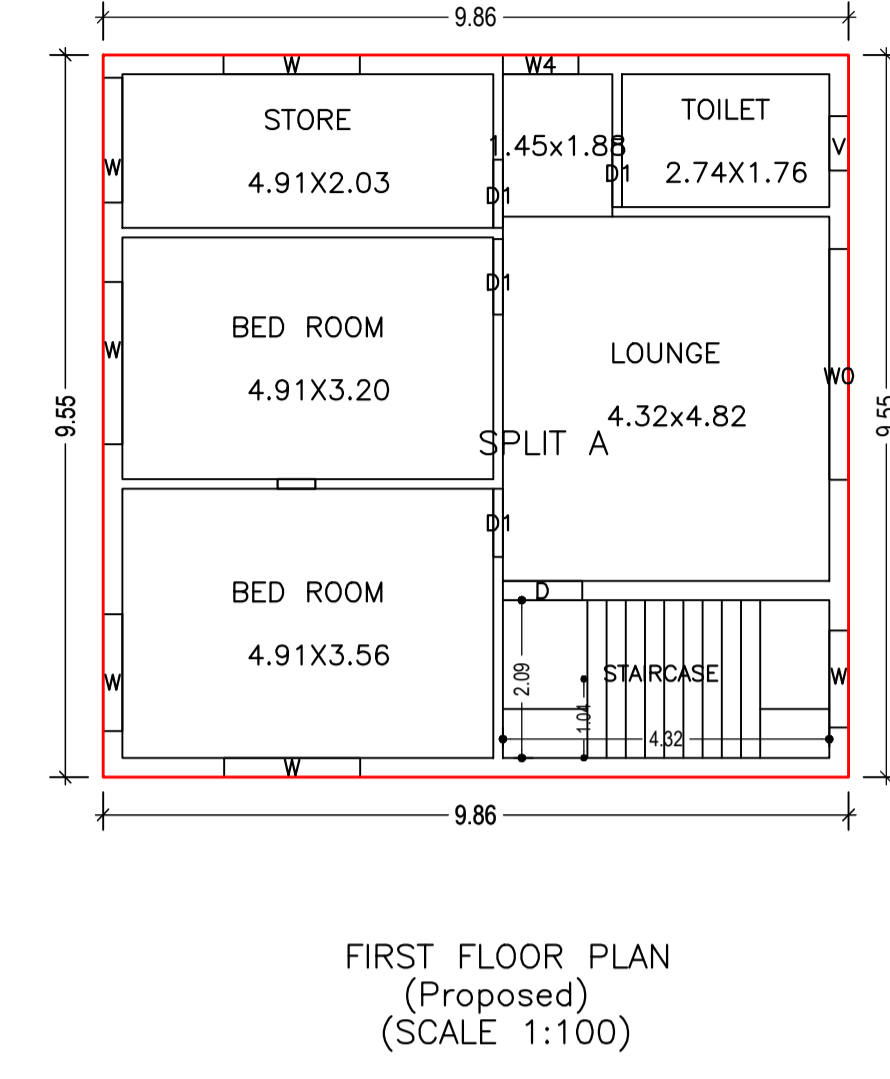 9.86
W
W4
STORE
TOILET
1.45x1.88
V
W
D1
2.74X1.76
4.91X2.03
D1
D1
BED ROOM
W
LOUNGE
WO
4.91X3.20
4.32x4.82
9.55
9.55
SPLIT A
D1
BED ROOM
D
4.91X3.56
STAIRCASE
W
W
2.09
1.04
4.32
W
9.86
FIRST FLOOR PLAN
(Proposed)
(SCALE 1:100)